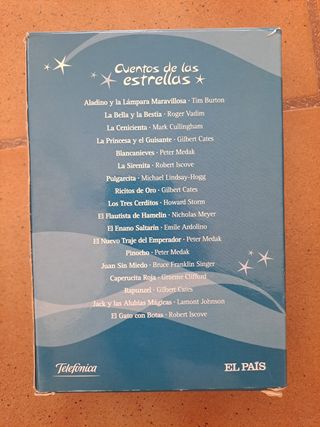 Cuentos de las
estrellas
Aladino y la Lámpara Maravillosa · Tim Burton
La Bella y la Bestia · Roger Vadim
La Cenicienta · Mark Cullingham
La Princesa y el Guisante · Gilbert Cates
Blancanieves · Peter Medak
La Sirenita · Robert Iscove
Pulgarcita · Michael Lindsay-Hogg
Ricitos de Oro · Gilbert Cates
Los Tres Cerditos · Howard Storm
El Flautista de Hamelin · Nicholas Meyer
El Enano Saltarín · Emile Ardolino
El Nuevo Traje del Emperador · Peter Medak
Pinocho · Peter Medak
Juan Sin Miedo · Bruce Franklin Singer
Caperucita Roja · Graeme Clifford
Rapunzel · Gilbert Cates
Jack y las Alubias Mágicas · Lamont Johnson
El Gato con Botas · Robert Iscove
Telefónica
EL PAÍS